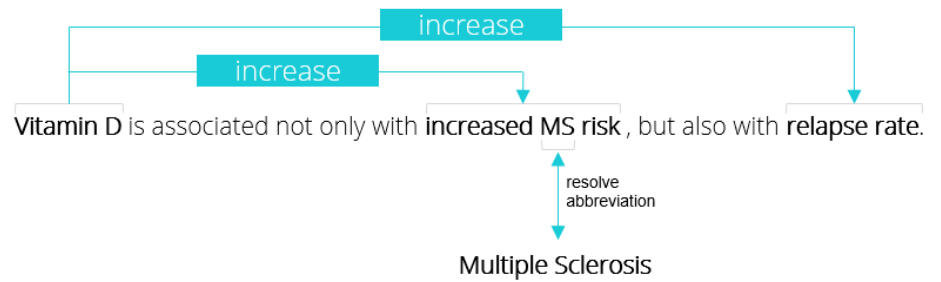 increase
increase
Vitamin D is associated not only with increased MS risk , but also with relapse rate.
resolve
abbreviation
Multiple Sclerosis